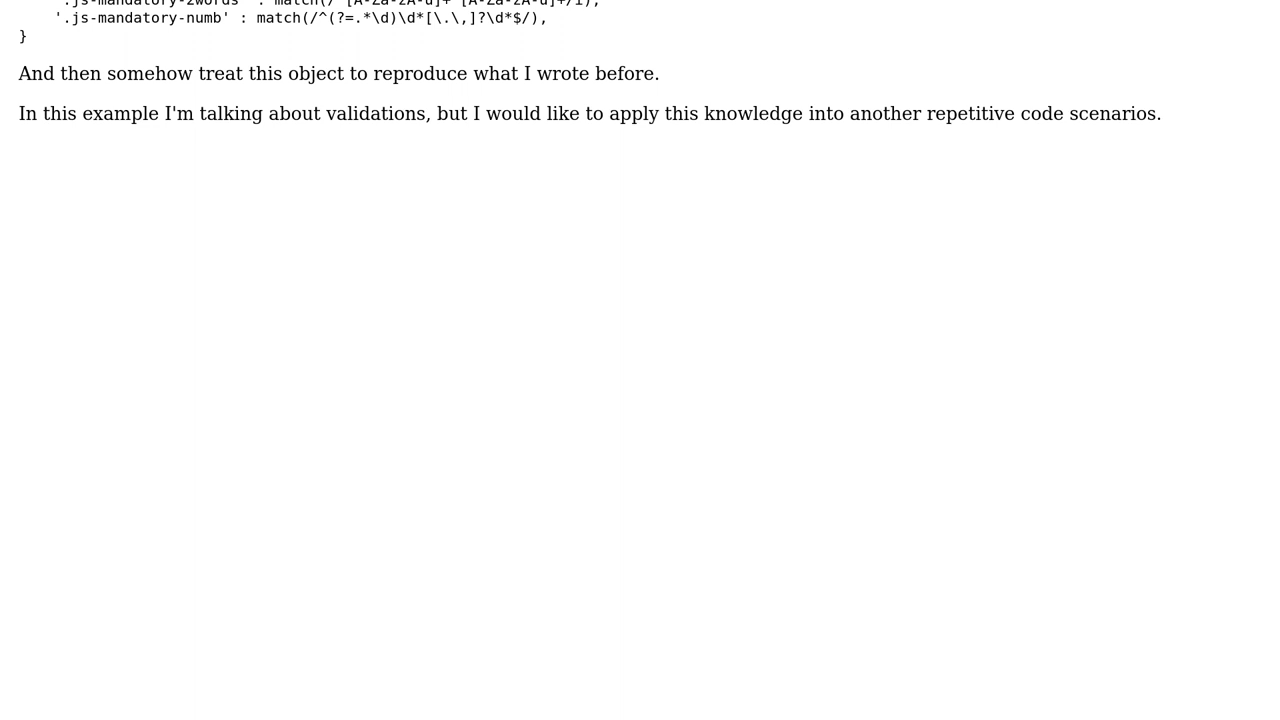 '.js-mandatory-numb' : match(/^(?=.*\d)\d*[\.\,]?\d*$/),
}
And then somehow treat this object to reproduce what I wrote before.
In this example I'm talking about validations, but I would like to apply this knowledge into another repetitive code scenarios.